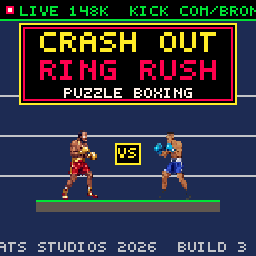 LIVE 148K KICK COM/BRON
CRASH OUT
RING RUSH
PUZZLE BOXING
VS
ATS STUDIOS 2026 BUILD 3